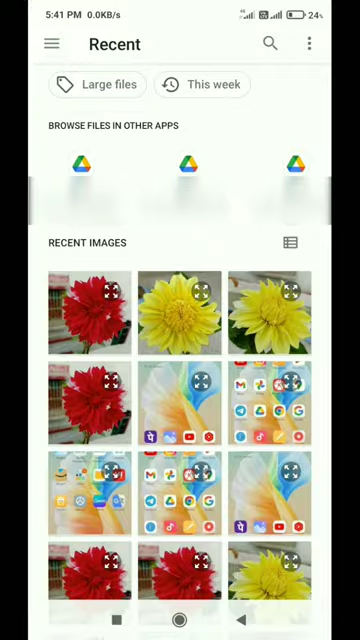 5:41 PM 0.0KB/s
24
Recent
Large files
This week
BROWSE FILES IN OTHER APPS
RECENT IMAGES